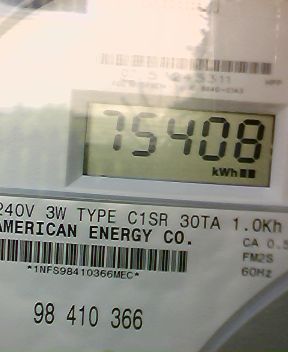 75408
kWh
240V 3W TYPE C1SR 30TA 1.0Kh
AMERICAN ENERGY CO.
CA 0.5
FM2S
*1NFS98410366MEC*
60Hz
98 410 366